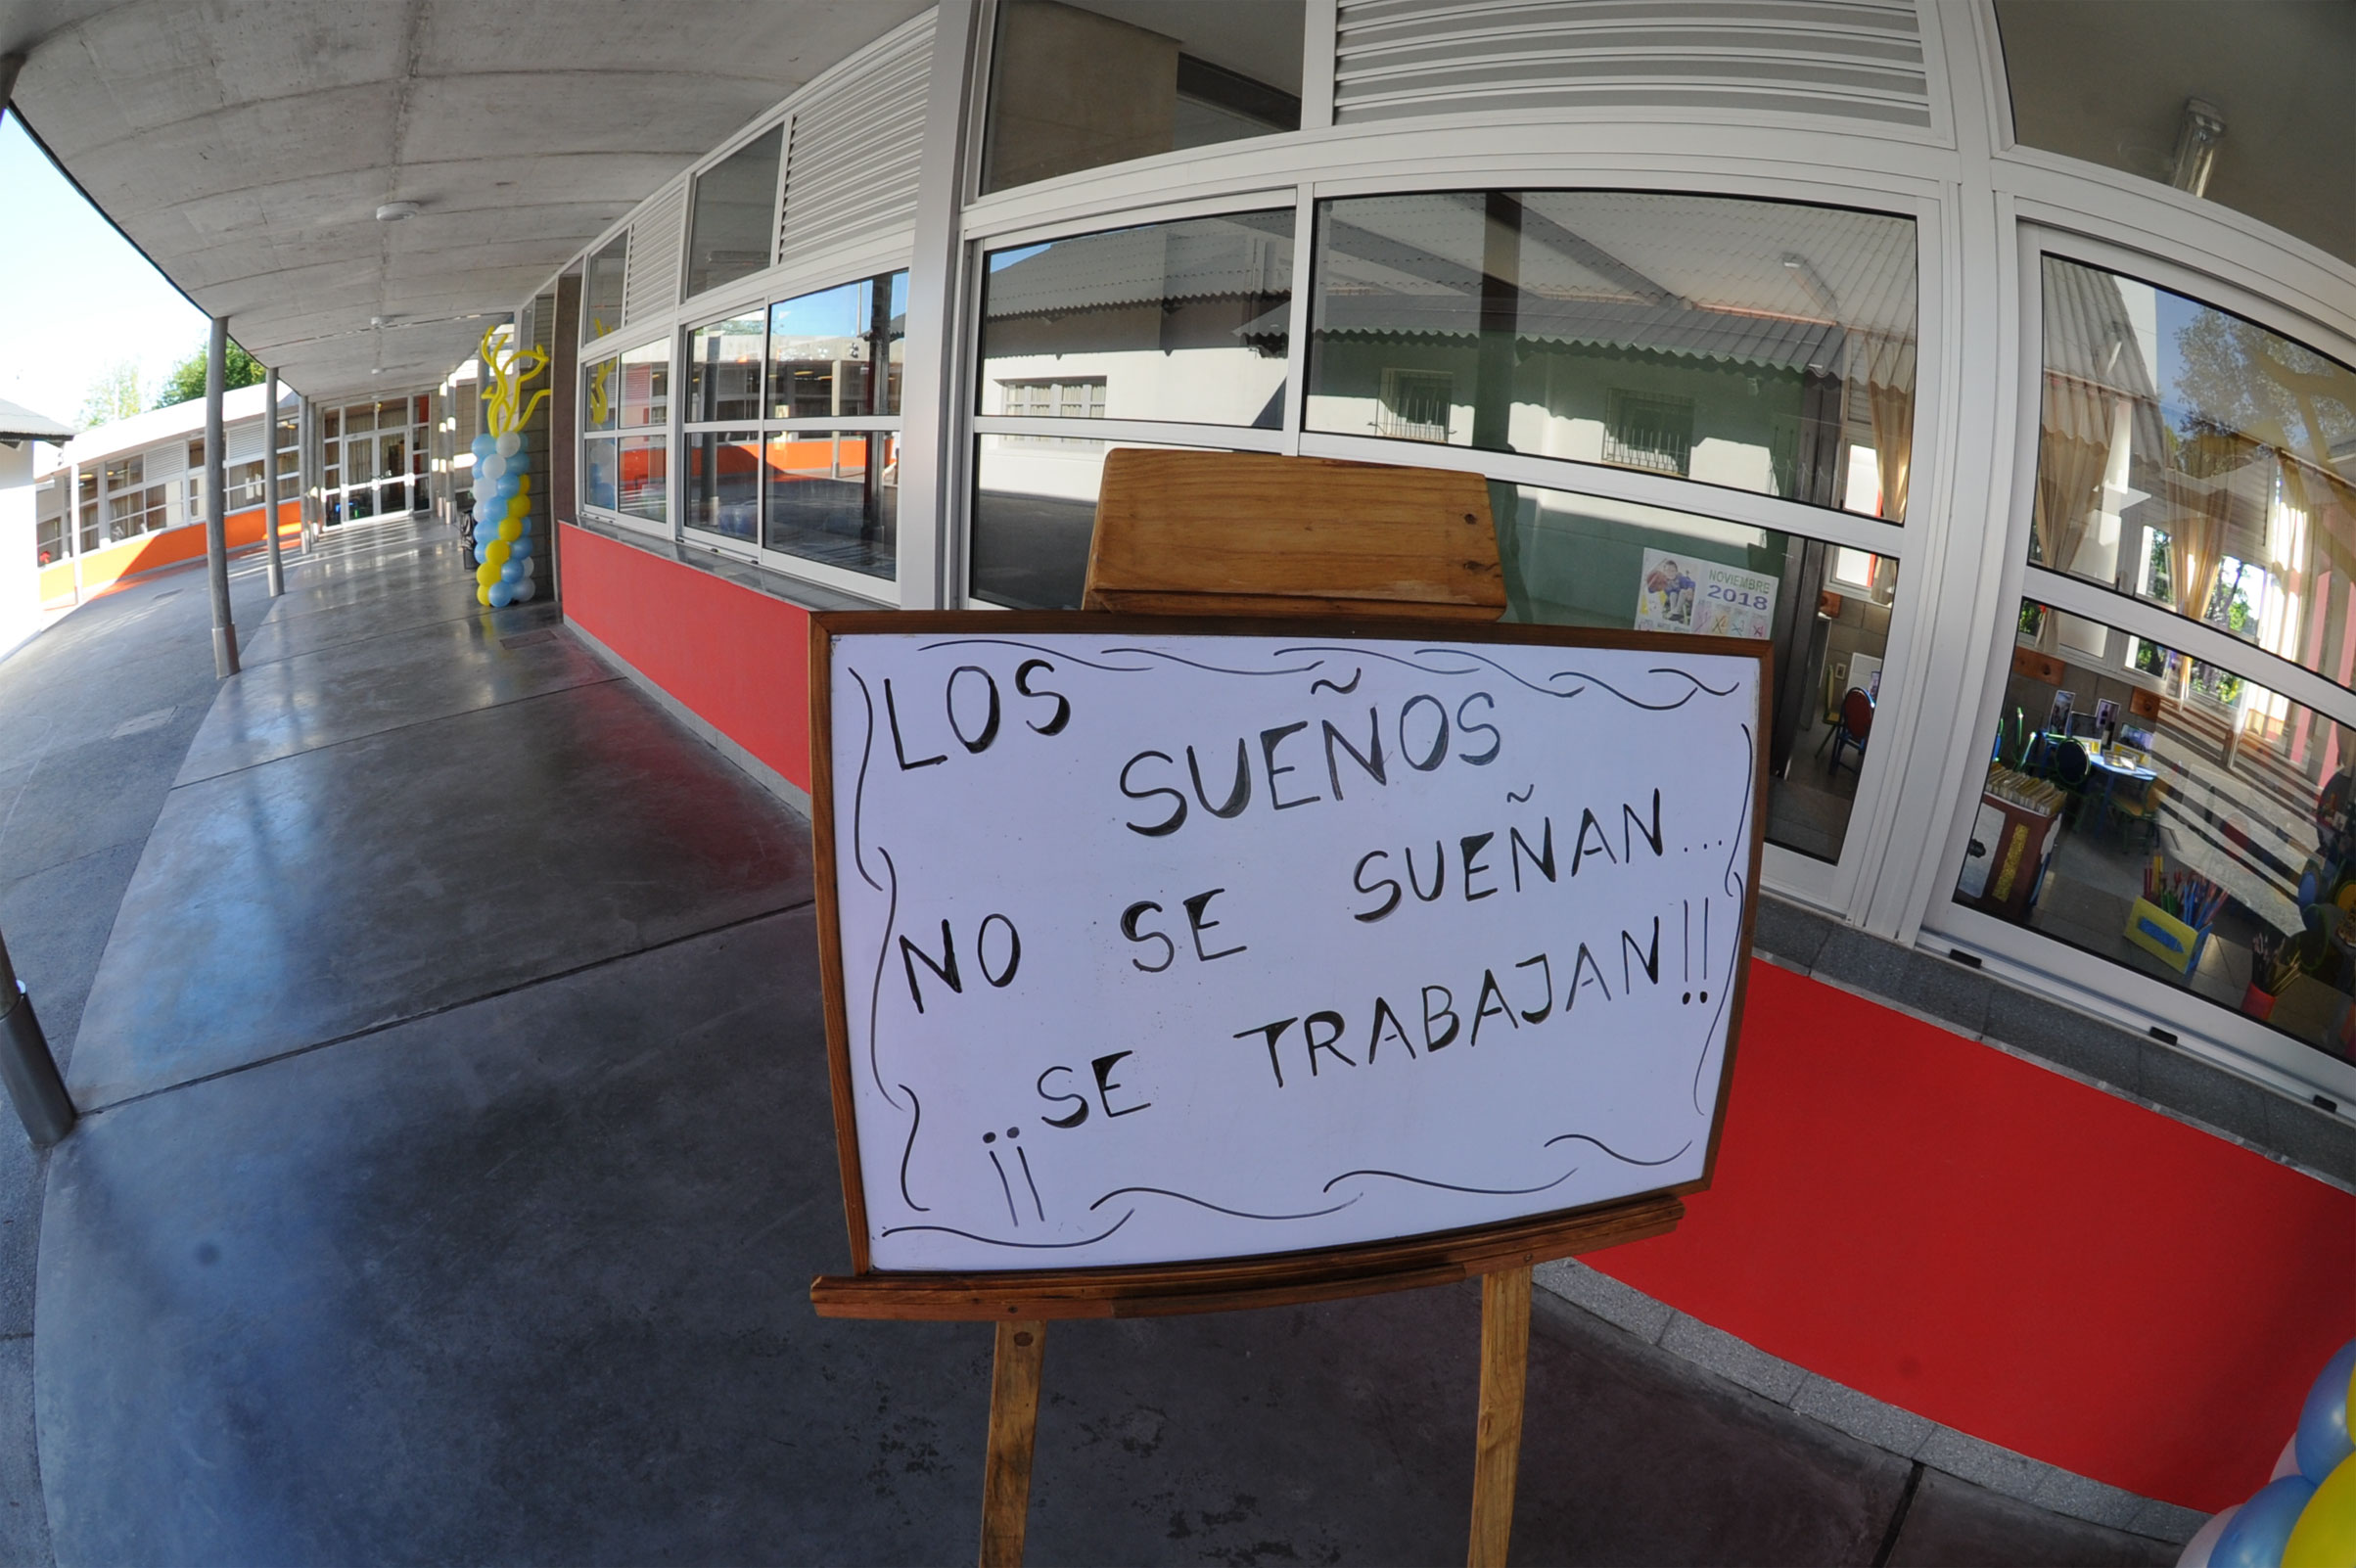 NOVIEMBRE
2018
LOS
SUEÑOS
NO SE SUEÑAN...
¡¡SE TRABAJAN!!